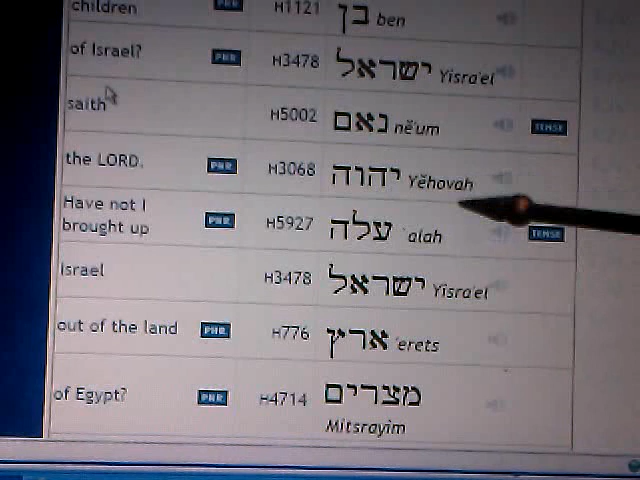 children PHR H1121 בן ben
of Israel? PHR H3478 ישראל Yisra'el
saith H5002 נאם nĕ'um TENSE
the LORD. PHR H3068 יהוה Yĕhovah
Have not I
brought up PHR H5927 עלה `alah TENSE
Israel H3478 ישראל Yisra'el
out of the land PHR H776 ארץ 'erets
of Egypt? PHR H4714 מצרים
Mitsrayim